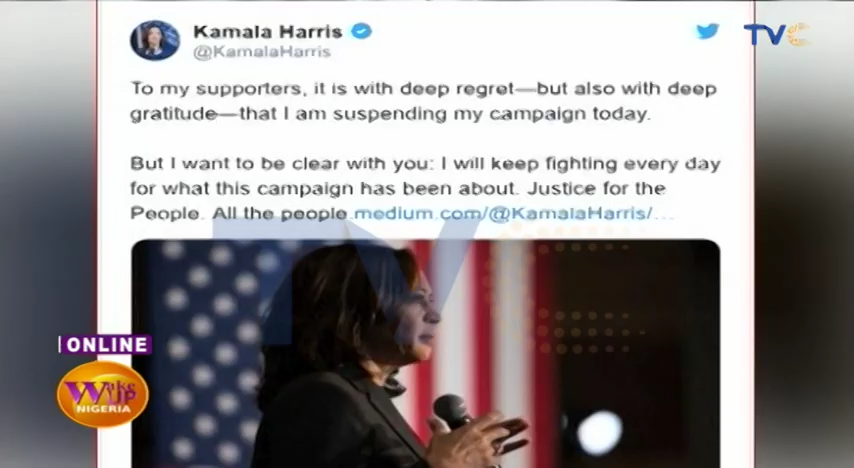 Kamala Harris
@KamalaHarris
TVC
To my supporters, it is with deep regret—but also with deep
gratitude—that I am suspending my campaign today.
But I want to be clear with you: I will keep fighting every day
for what this campaign has been about. Justice for the
People. All the people.medium.com/@KamalaHarris/...
TVC
ONLINE
Wake
UP
NIGERIA